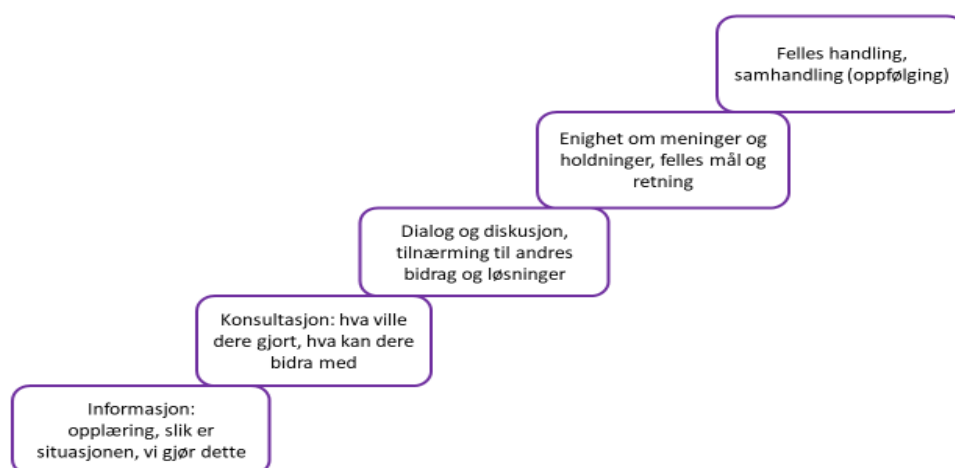 Felles handling,
samhandling (oppfølging)
Enighet om meninger og
holdninger, felles mål og
retning
Dialog og diskusjon,
tilnærming til andres
bidrag og løsninger
Konsultasjon: hva ville
dere gjort, hva kan dere
bidra med
Informasjon:
opplæring, slik er
situasjonen, vi gjør dette